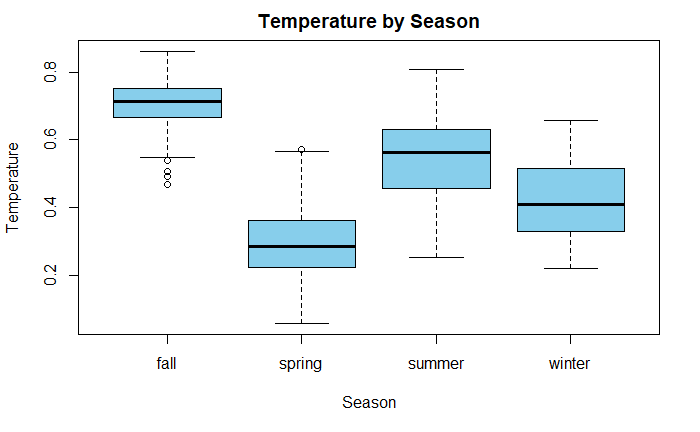 Temperature by Season
Temperature
0.8
0.6
0.4
0.2
fall spring summer winter
Season